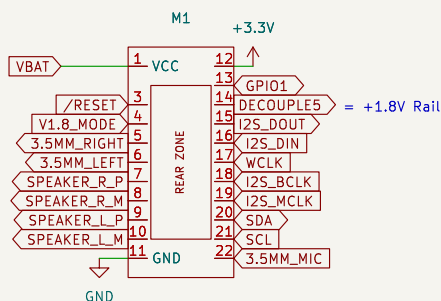 M1
+3.3V
VBAT
1
VCC
12
13
GPIO1
3
/RESET
14
DECOUPLE5
= +1.8V Rail
4
V1.8_MODE
15
I2S_DOUT
5
3.5MM_RIGHT
16
I2S_DIN
6
3.5MM_LEFT
17
WCLK
7
SPEAKER_R_P
18
I2S_BCLK
8
SPEAKER_R_M
19
I2S_MCLK
9
SPEAKER_L_P
20
SDA
10
SPEAKER_L_M
21
SCL
11
GND
22
3.5MM_MIC
REAR ZONE
GND